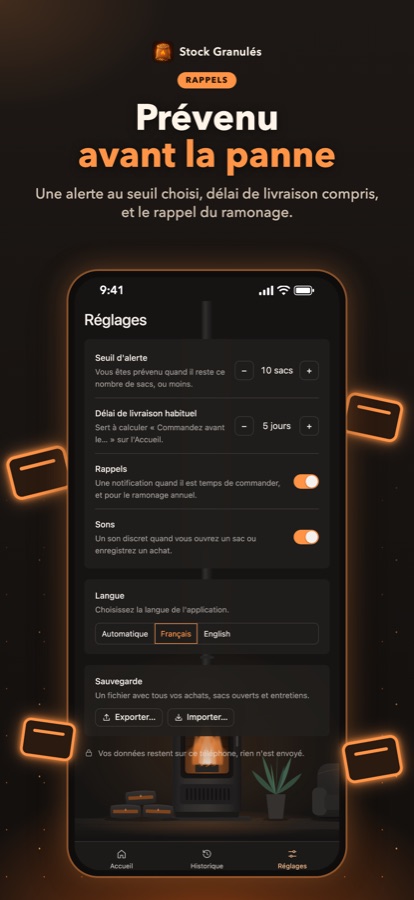 Stock Granulés
RAPPELS
Prévenu
avant la panne
Une alerte au seuil choisi, délai de livraison compris,
et le rappel du ramonage.
9:41
Réglages
Seuil d'alerte
Vous êtes prévenu quand il reste ce
nombre de sacs, ou moins.
− 10 sacs +
Délai de livraison habituel
Sert à calculer « Commandez avant
le... » sur l'Accueil.
− 5 jours +
Rappels
Une notification quand il est temps de commander,
et pour le ramonage annuel.
Sons
Un son discret quand vous ouvrez un sac ou
enregistrez un achat.
Langue
Choisissez la langue de l'application.
Automatique Français English
Sauvegarde
Un fichier avec tous vos achats, sacs ouverts et entretiens.
Exporter... Importer...
Vos données restent sur ce téléphone, rien n'est envoyé.
Accueil Historique Réglages